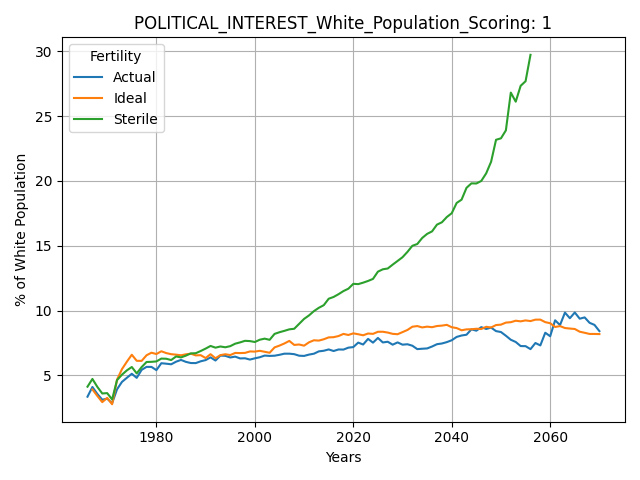 POLITICAL_INTEREST_White_Population_Scoring: 1
Fertility
Actual
Ideal
Sterile
% of White Population
30
25
20
15
10
5
1980 2000 2020 2040 2060
Years